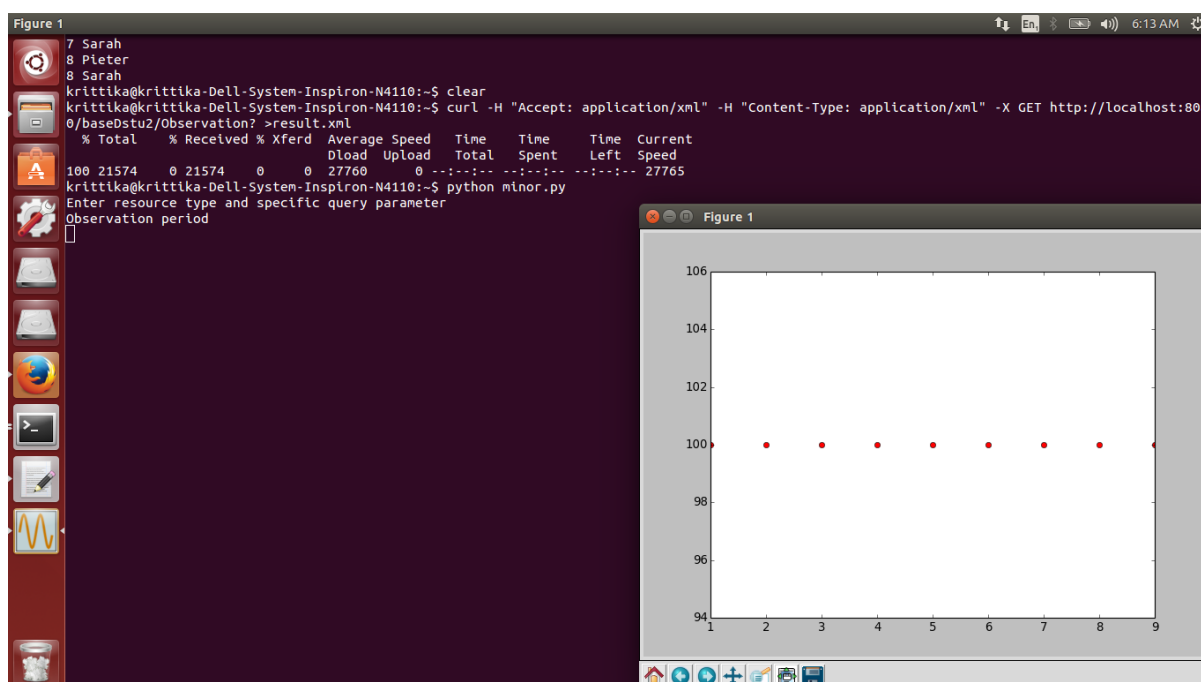 Figure 1
En
6:13 AM
7 Sarah
8 Pieter
8 Sarah
krittika@krittika-Dell-System-Inspiron-N4110:~$ clear
krittika@krittika-Dell-System-Inspiron-N4110:~$ curl -H "Accept: application/xml" -H "Content-Type: application/xml" -X GET http://localhost:80
0/baseDstu2/Observation? >result.xml
% Total % Received % Xferd Average Speed Time Time Time Current
Dload Upload Total Spent Left Speed
100 21574 0 21574 0 0 27760 0 --:--:-- --:--:-- --:--:-- 27765
krittika@krittika-Dell-System-Inspiron-N4110:~$ python minor.py
Enter resource type and specific query parameter
Observation period
Figure 1
106
104
102
100
98
96
94
1 2 3 4 5 6 7 8 9